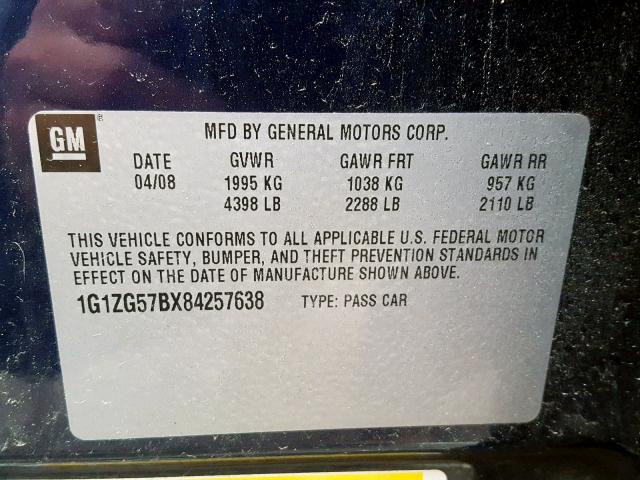 GM ®
MFD BY GENERAL MOTORS CORP.
DATE GVWR GAWR FRT GAWR RR
04/08 1995 KG 1038 KG 957 KG
4398 LB 2288 LB 2110 LB
THIS VEHICLE CONFORMS TO ALL APPLICABLE U.S. FEDERAL MOTOR
VEHICLE SAFETY, BUMPER, AND THEFT PREVENTION STANDARDS IN
EFFECT ON THE DATE OF MANUFACTURE SHOWN ABOVE.
1G1ZG57BX84257638 TYPE: PASS CAR